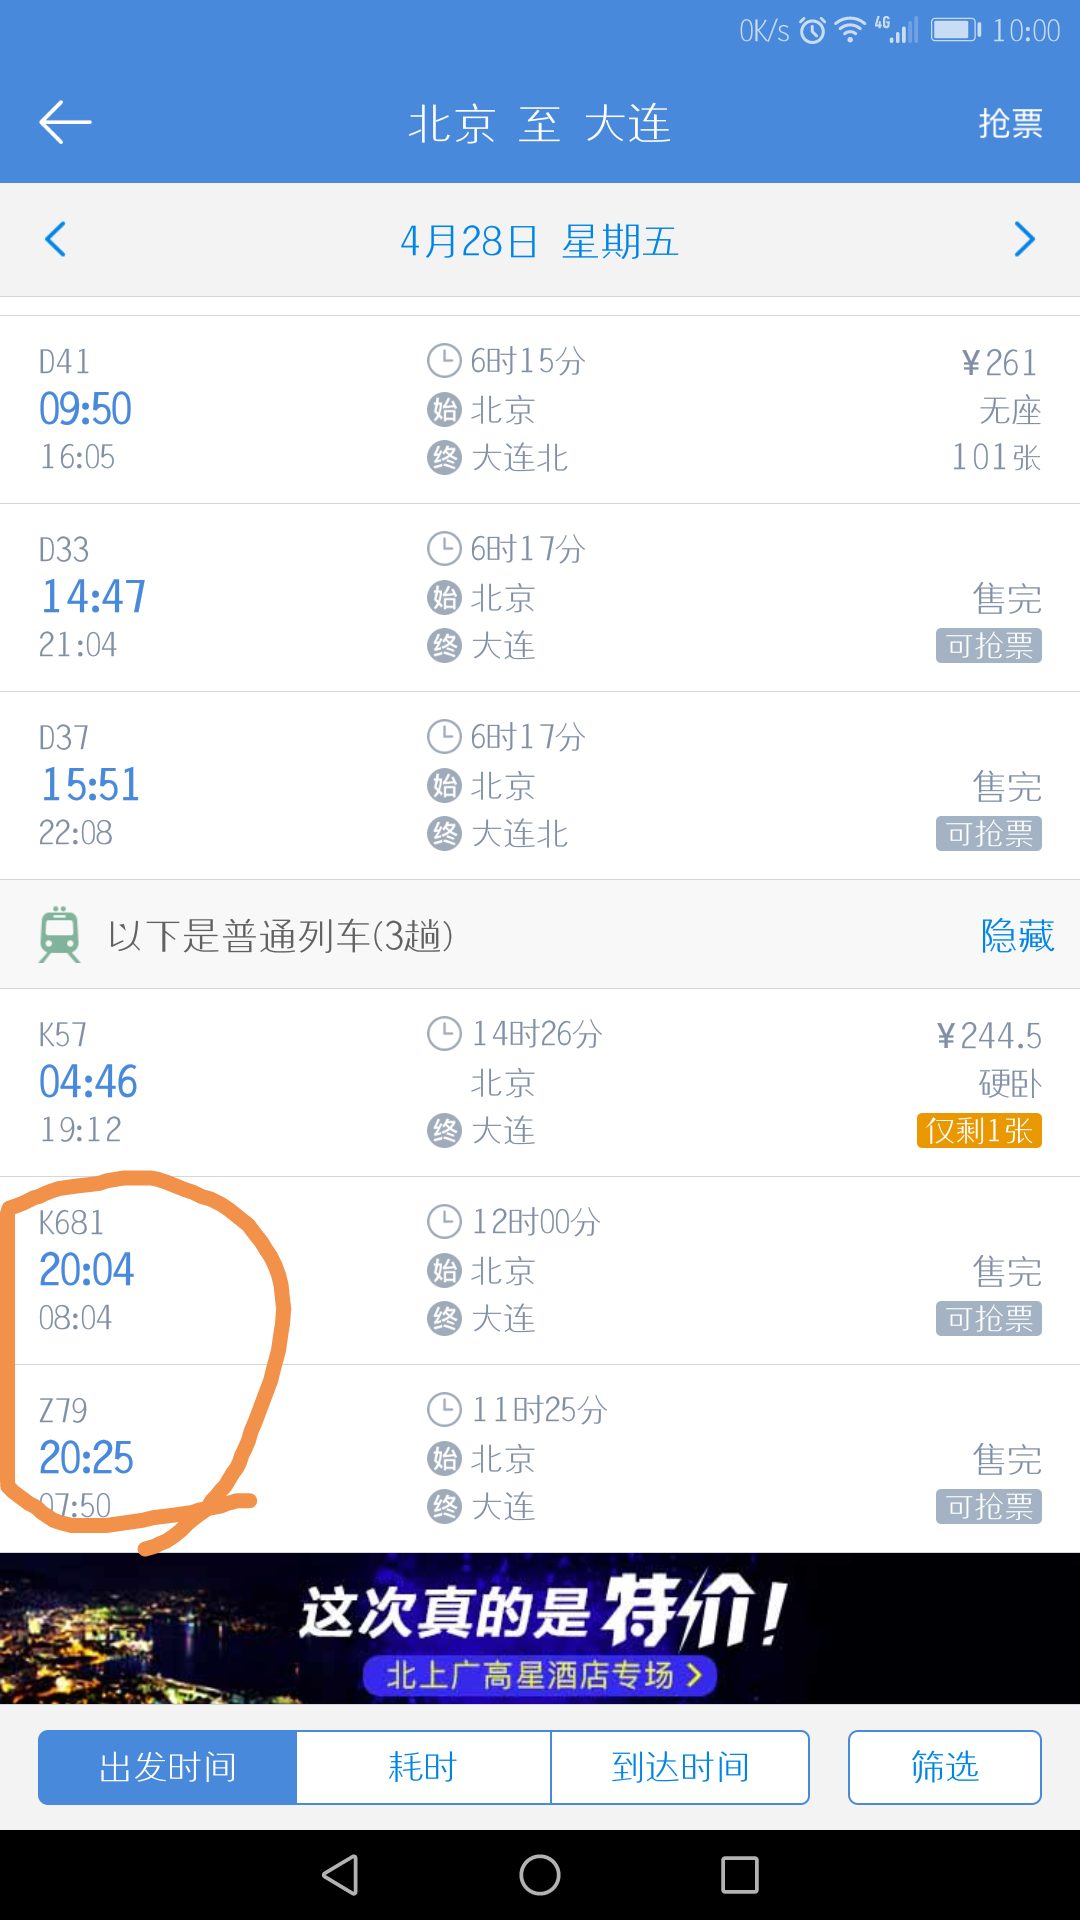 0K/s 4G 10:00
北京 至 大连
抢票
4月28日 星期五
D41 6时15分 ¥261
09:50 始 北京 无座
16:05 终 大连北 101张
D33 6时17分
14:47 始 北京 售完
21:04 终 大连 可抢票
D37 6时17分
15:51 始 北京 售完
22:08 终 大连北 可抢票
以下是普通列车(3趟) 隐藏
K57 14时26分 ¥244.5
04:46 北京 硬卧
19:12 终 大连 仅剩1张
K681 12时00分
20:04 始 北京 售完
08:04 终 大连 可抢票
Z79 11时25分
20:25 始 北京 售完
07:50 终 大连 可抢票
这次真的是特价!
北上广高星酒店专场 >
出发时间 耗时 到达时间 筛选